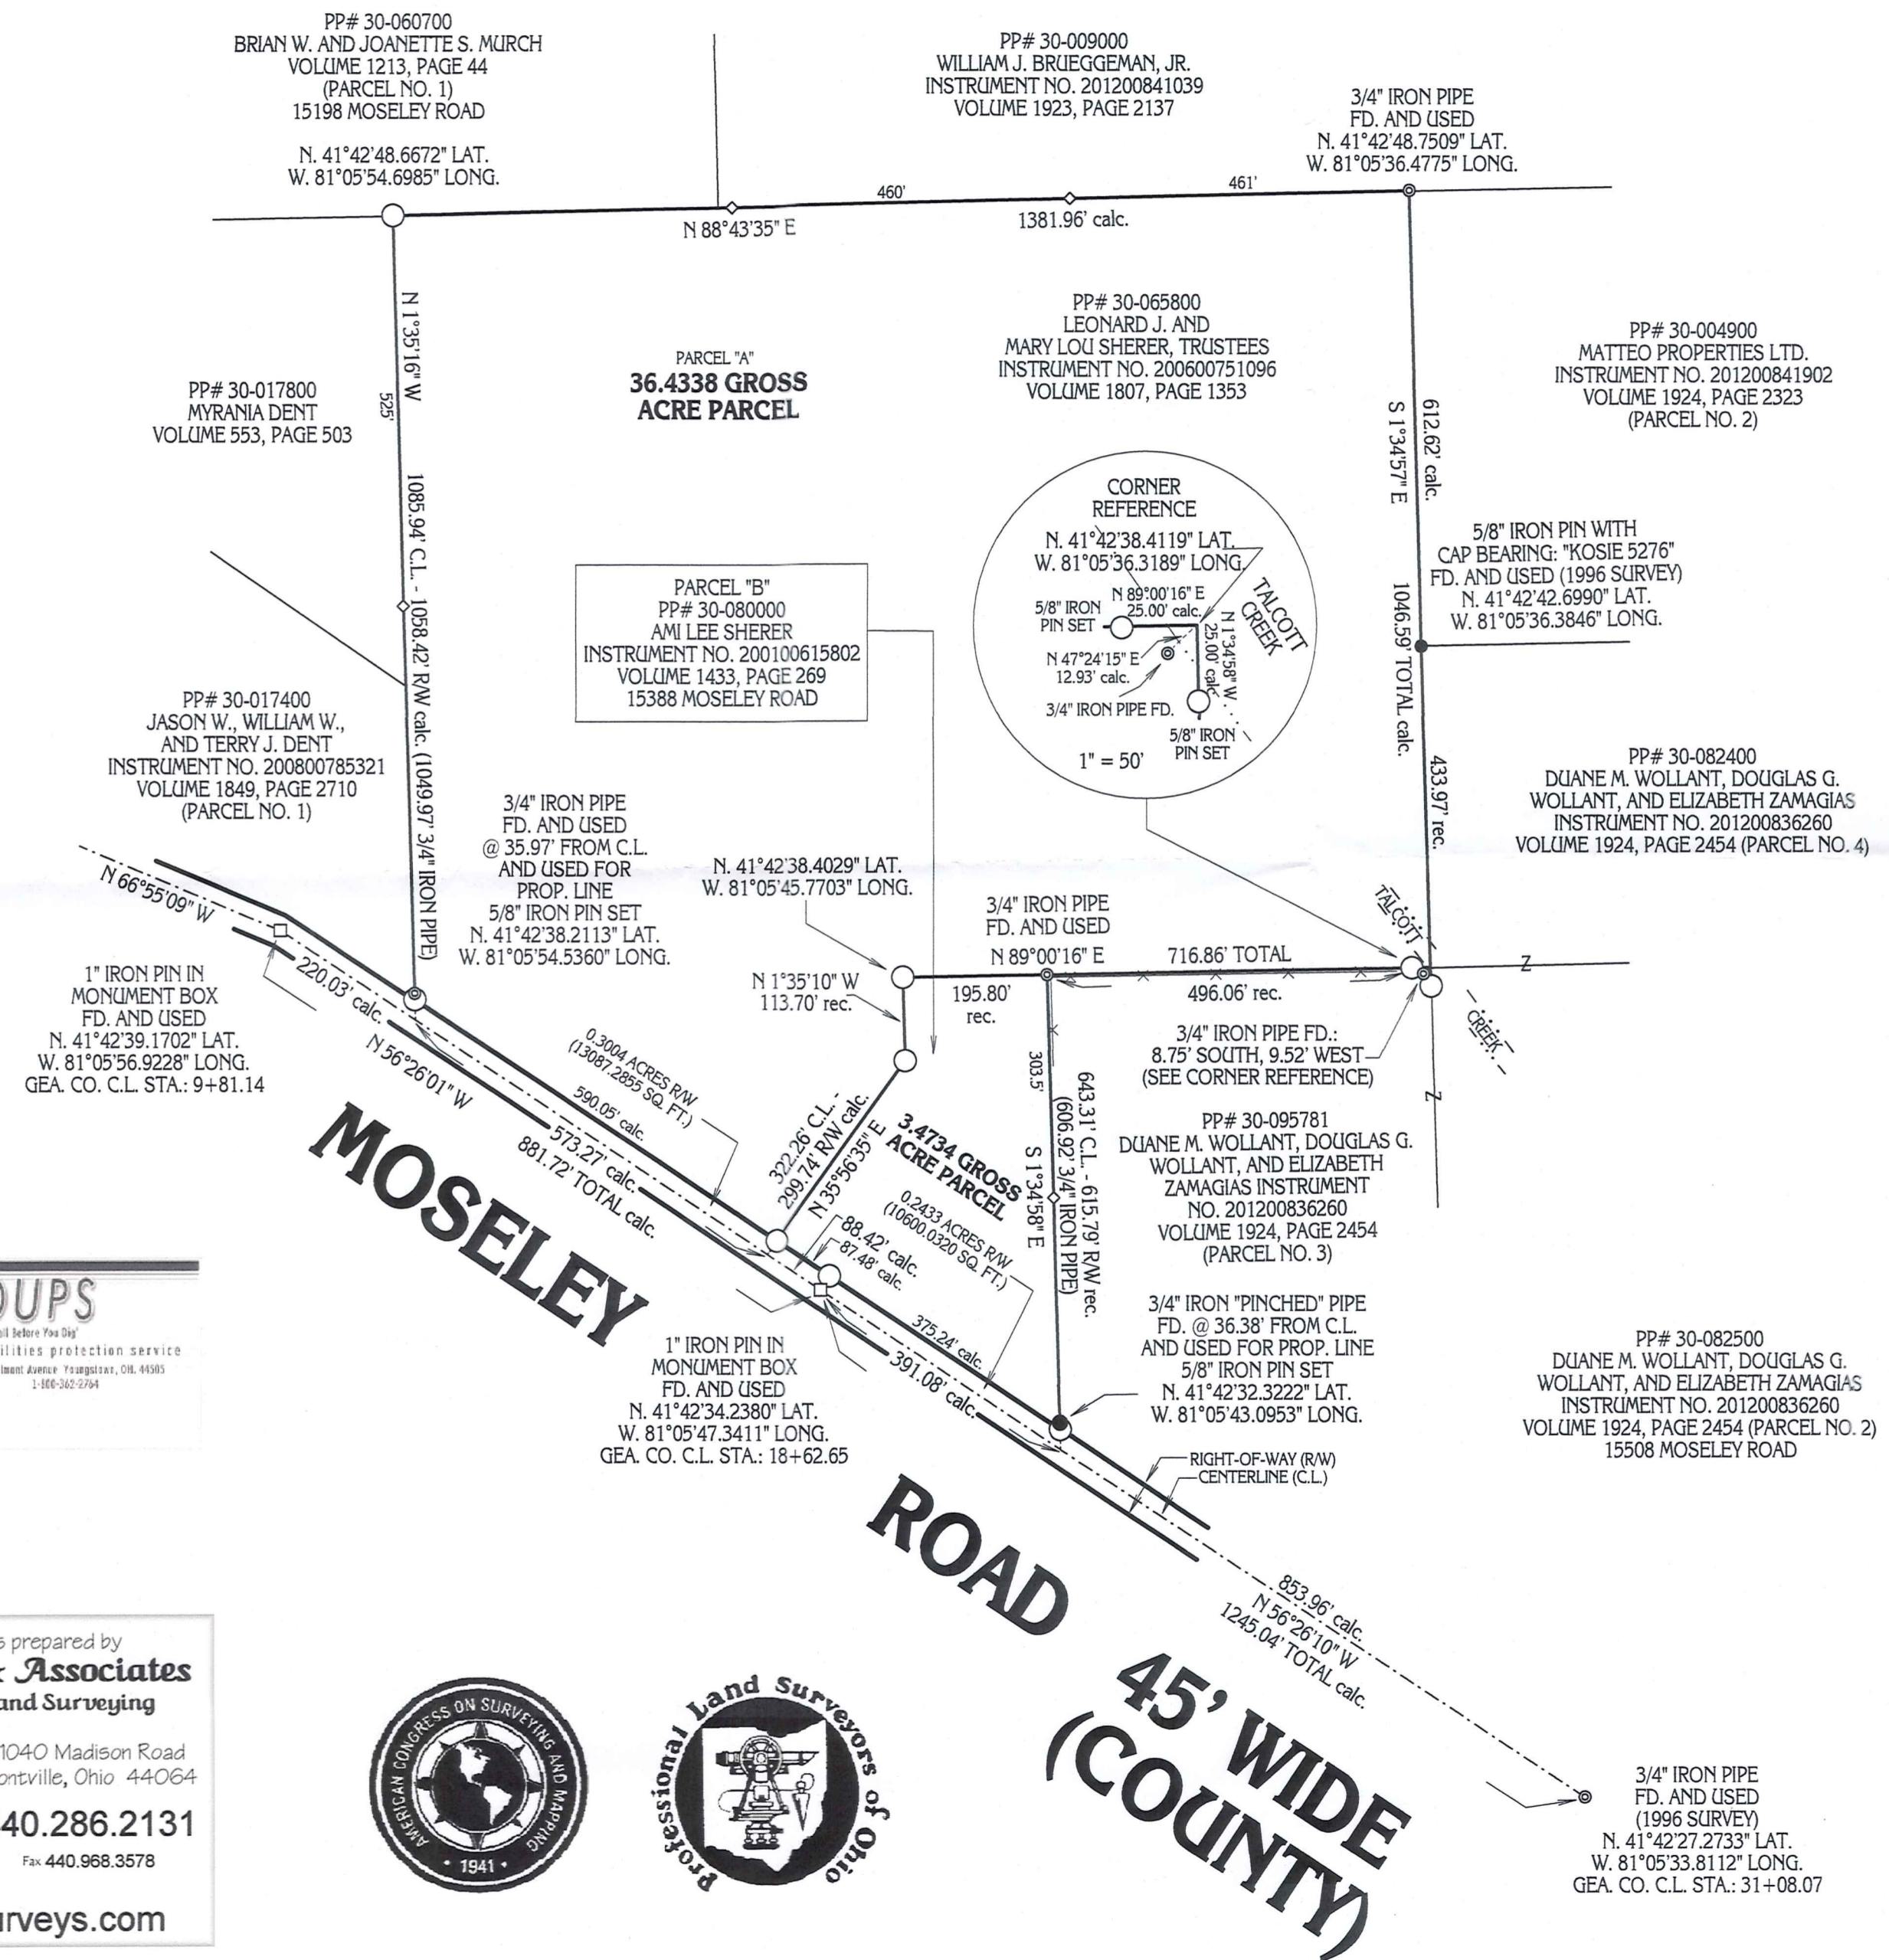 PP# 30-060700
BRIAN W. AND JOANETTE S. MURCH
VOLUME 1213, PAGE 44
(PARCEL NO. 1)
15198 MOSELEY ROAD
N. 41°42'48.6672" LAT.
W. 81°05'54.6985" LONG.
PP# 30-009000
WILLIAM J. BRUEGGEMAN, JR.
INSTRUMENT NO. 201200841039
VOLUME 1923, PAGE 2137
3/4" IRON PIPE
FD. AND USED
N. 41°42'48.7509" LAT.
W. 81°05'36.4775" LONG.
460'
461'
N 88°43'35" E
1381.96' calc.
N 1°35'16" W
525'
1085.94' C.L. - 1058.42' R/W calc. (1049.97' 3/4" IRON PIPE)
PP# 30-017800
MYRANIA DENT
VOLUME 553, PAGE 503
PARCEL "A"
36.4338 GROSS
ACRE PARCEL
PP# 30-065800
LEONARD J. AND
MARY LOU SHERER, TRUSTEES
INSTRUMENT NO. 200600751096
VOLUME 1807, PAGE 1353
PP# 30-004900
MATTEO PROPERTIES LTD.
INSTRUMENT NO. 201200841902
VOLUME 1924, PAGE 2323
(PARCEL NO. 2)
612.62' calc.
S 1°34'57" E
1046.59' TOTAL calc.
433.97' rec.
CORNER
REFERENCE
N. 41°42'38.4119" LAT.
W. 81°05'36.3189" LONG.
N 89°00'16" E
25.00' calc.
5/8" IRON
PIN SET
N 47°24'15" E
12.93' calc.
N 1°34'58" W
25.00' calc.
TALCOTT
CREEK
3/4" IRON PIPE FD.
5/8" IRON
PIN SET
1" = 50'
5/8" IRON PIN WITH
CAP BEARING: "KOSIE 5276"
FD. AND USED (1996 SURVEY)
N. 41°42'42.6990" LAT.
W. 81°05'36.3846" LONG.
PARCEL "B"
PP# 30-080000
AMI LEE SHERER
INSTRUMENT NO. 200100615802
VOLUME 1433, PAGE 269
15388 MOSELEY ROAD
PP# 30-017400
JASON W., WILLIAM W.,
AND TERRY J. DENT
INSTRUMENT NO. 200800785321
VOLUME 1849, PAGE 2710
(PARCEL NO. 1)
PP# 30-082400
DUANE M. WOLLANT, DOUGLAS G.
WOLLANT, AND ELIZABETH ZAMAGIAS
INSTRUMENT NO. 201200836260
VOLUME 1924, PAGE 2454 (PARCEL NO. 4)
3/4" IRON PIPE
FD. AND USED
@ 35.97' FROM C.L.
AND USED FOR
PROP. LINE
5/8" IRON PIN SET
N. 41°42'38.2113" LAT.
W. 81°05'54.5360" LONG.
N. 41°42'38.4029" LAT.
W. 81°05'45.7703" LONG.
3/4" IRON PIPE
FD. AND USED
N 89°00'16" E
716.86' TOTAL
195.80'
rec.
496.06' rec.
TALCOTT
CREEK
Z
Z
N 1°35'10" W
113.70' rec.
N 66°55'09" W
220.03' calc.
1" IRON PIN IN
MONUMENT BOX
FD. AND USED
N. 41°42'39.1702" LAT.
W. 81°05'56.9228" LONG.
GEA. CO. C.L. STA.: 9+81.14
N 56°26'01" W
0.3004 ACRES R/W
(13087.2855 SQ. FT.)
590.05' calc.
573.27' calc.
881.72' TOTAL calc.
322.26' C.L. -
299.74' R/W calc.
N 35°56'35" E
3.4734 GROSS
ACRE PARCEL
0.2433 ACRES R/W
(10600.0320 SQ. FT.)
88.42' calc.
87.48' calc.
303.5'
S 1°34'58" E
643.31' C.L. - 615.79' R/W rec.
(606.92' 3/4" IRON PIPE)
3/4" IRON PIPE FD.:
8.75' SOUTH, 9.52' WEST
(SEE CORNER REFERENCE)
PP# 30-095781
DUANE M. WOLLANT, DOUGLAS G.
WOLLANT, AND ELIZABETH
ZAMAGIAS INSTRUMENT
NO. 201200836260
VOLUME 1924, PAGE 2454
(PARCEL NO. 3)
375.24' calc.
391.08' calc.
3/4" IRON "PINCHED" PIPE
FD. @ 36.38' FROM C.L.
AND USED FOR PROP. LINE
5/8" IRON PIN SET
N. 41°42'32.3222" LAT.
W. 81°05'43.0953" LONG.
1" IRON PIN IN
MONUMENT BOX
FD. AND USED
N. 41°42'34.2380" LAT.
W. 81°05'47.3411" LONG.
GEA. CO. C.L. STA.: 18+62.65
PP# 30-082500
DUANE M. WOLLANT, DOUGLAS G.
WOLLANT, AND ELIZABETH ZAMAGIAS
INSTRUMENT NO. 201200836260
VOLUME 1924, PAGE 2454 (PARCEL NO. 2)
15508 MOSELEY ROAD
RIGHT-OF-WAY (R/W)
CENTERLINE (C.L.)
MOSELEY
ROAD
45' WIDE
(COUNTY)
853.96' calc.
N 56°26'10" W
1245.04' TOTAL calc.
3/4" IRON PIPE
FD. AND USED
(1996 SURVEY)
N. 41°42'27.2733" LAT.
W. 81°05'33.8112" LONG.
GEA. CO. C.L. STA.: 31+08.07
OUPS
Before You Dig'
ilities protection service
Avenue Youngstown, OH. 44505
1-800-362-2764
prepared by
Associates
and Surveying
1040 Madison Road
ontville, Ohio 44064
40.286.2131
Fax 440.968.3578
urveys.com
AMERICAN CONGRESS ON SURVEYING AND MAPPING
• 1941 •
Professional Land Surveyors of Ohio